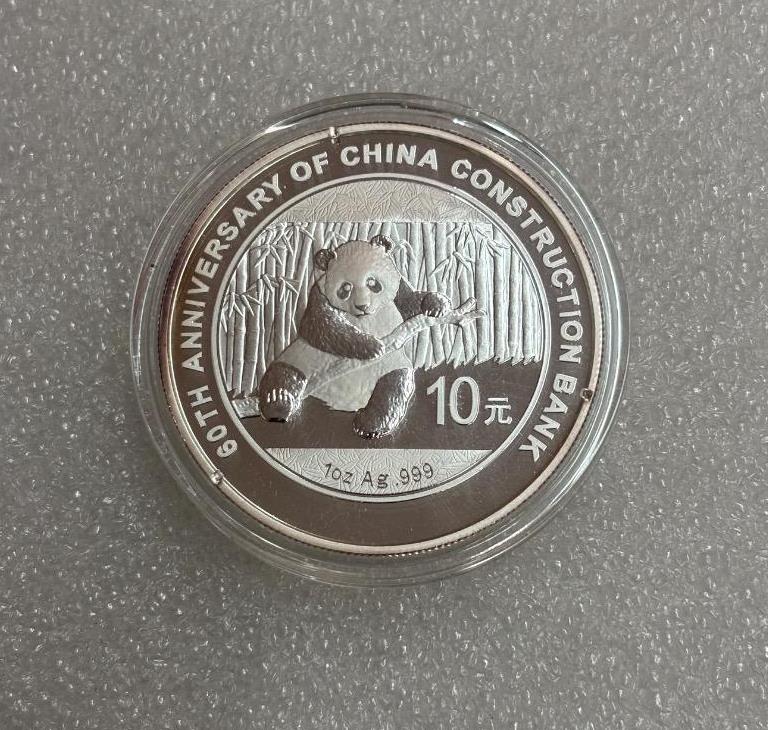 60TH ANNIVERSARY OF CHINA CONSTRUCTION BANK
10元
1oz Ag .999